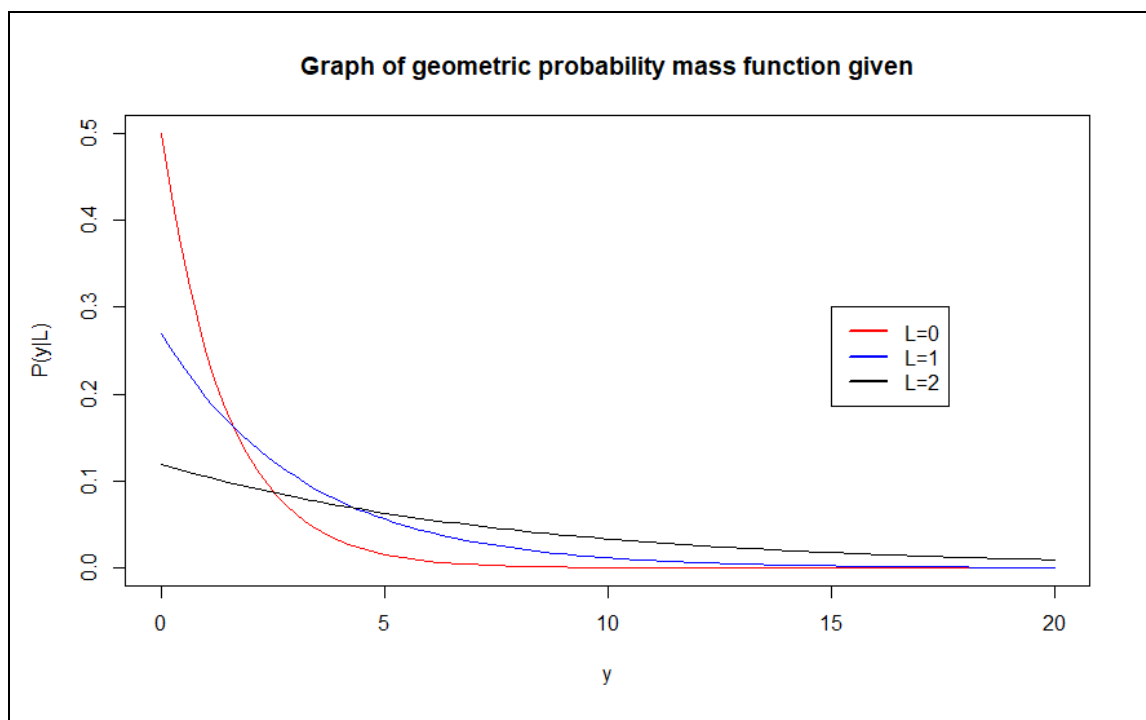 Graph of geometric probability mass function given
P(y|L)
0.5
0.4
0.3
0.2
0.1
0.0
L=0
L=1
L=2
0 5 10 15 20
y